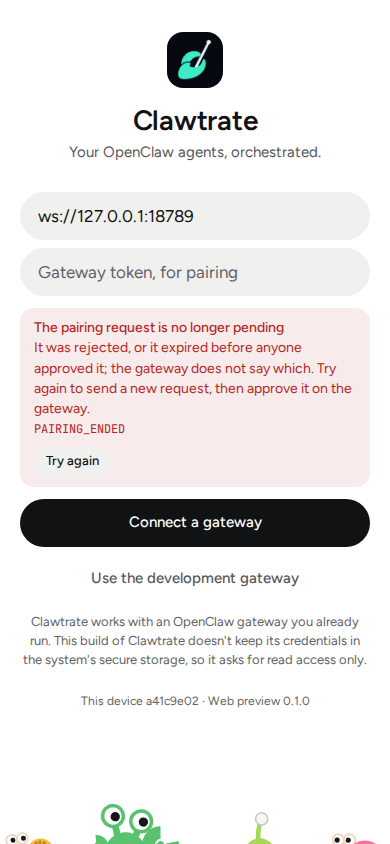 Clawtrate
Your OpenClaw agents, orchestrated.
ws://127.0.0.1:18789
Gateway token, for pairing
The pairing request is no longer pending
It was rejected, or it expired before anyone
approved it; the gateway does not say which. Try
again to send a new request, then approve it on the
gateway.
PAIRING_ENDED
Try again
Connect a gateway
Use the development gateway
Clawtrate works with an OpenClaw gateway you already
run. This build of Clawtrate doesn't keep its credentials in
the system's secure storage, so it asks for read access only.
This device a41c9e02 · Web preview 0.1.0